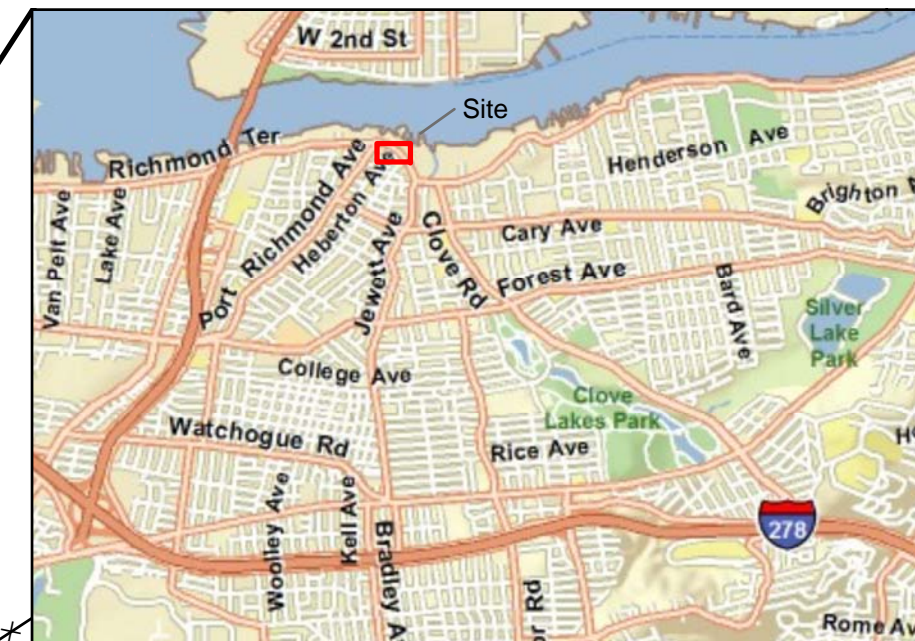 W 2nd St
Site
Richmond Ter
Henderson Ave
Port Richmond Ave
Heberton Ave
Brighton
Van Pelt Ave
Lake Ave
Jewett Ave
Clove Rd
Cary Ave
Forest Ave
Bard Ave
Silver
Lake
Park
College Ave
Clove
Lakes Park
Watchogue Rd
Rice Ave
Woolley Ave
Kell Ave
Bradley A
278
or Rd
Rome Av